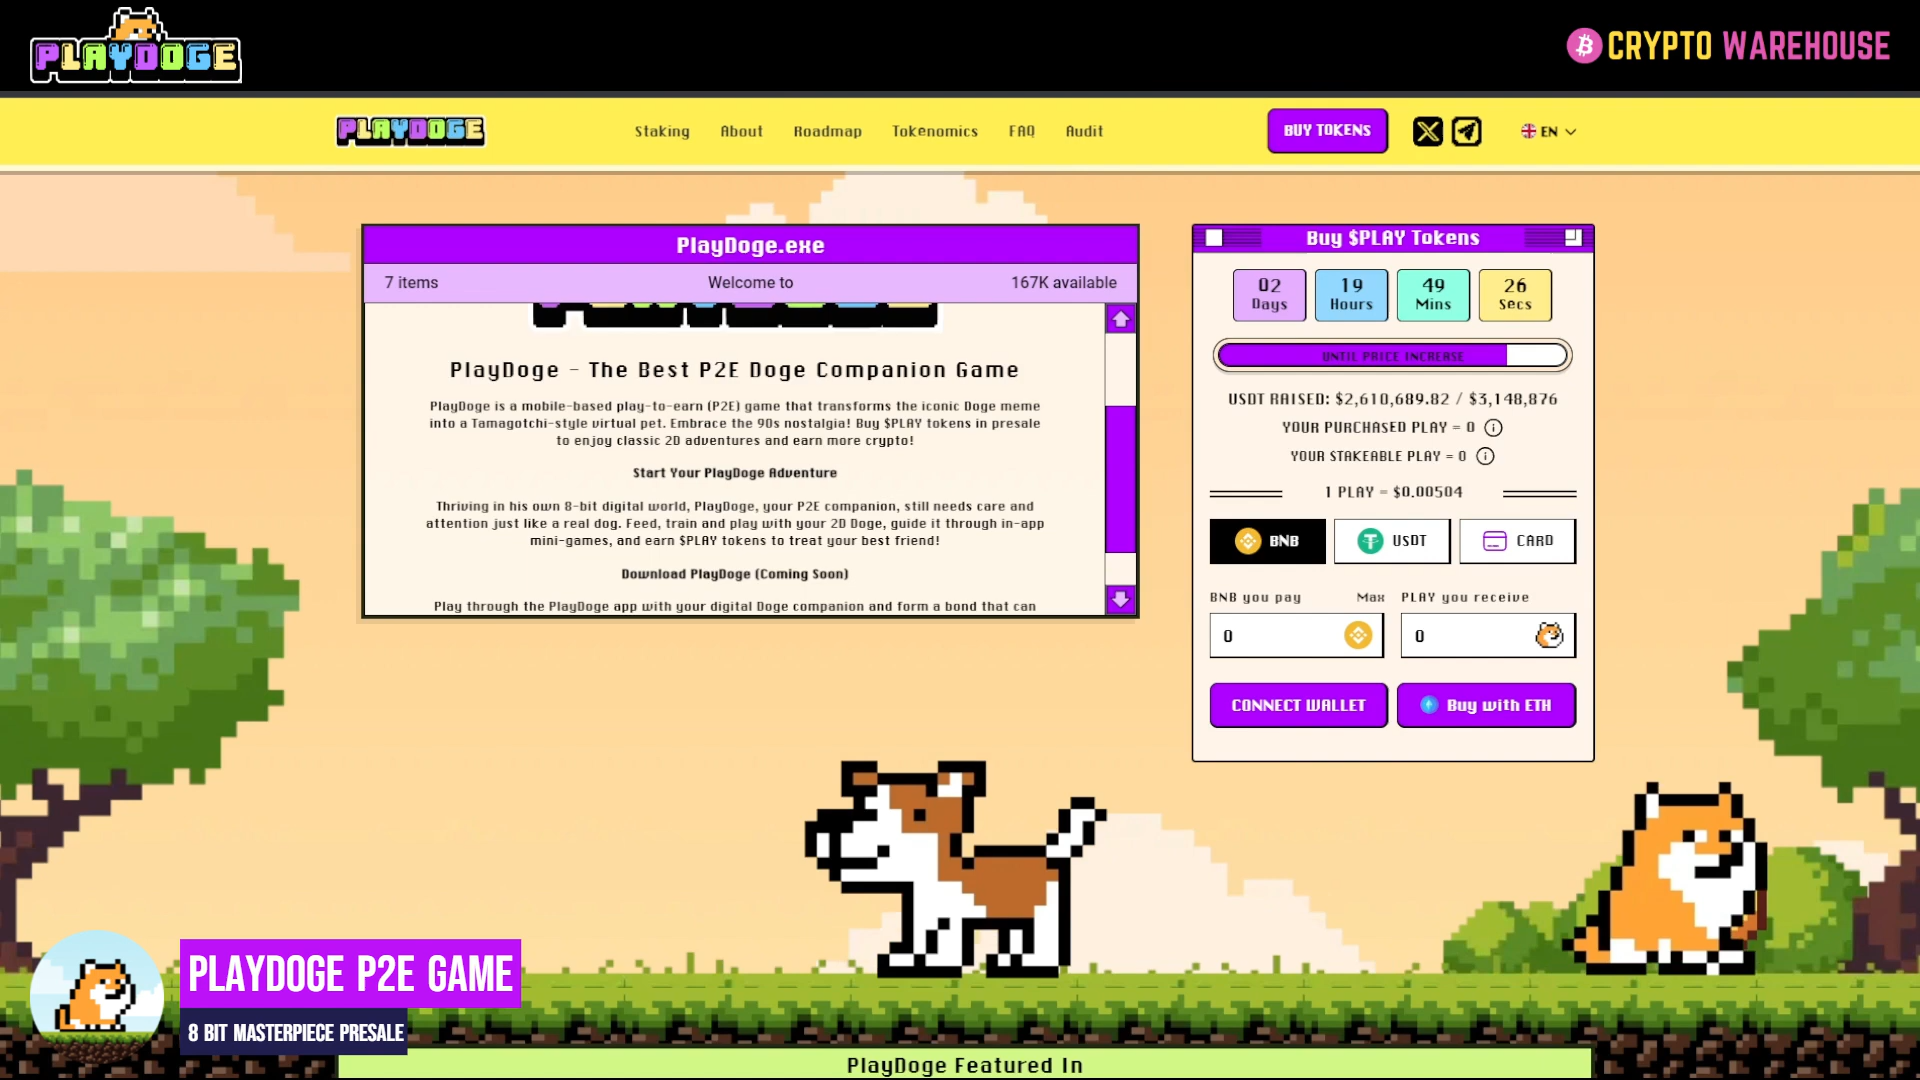 PLAYDOGE
CRYPTO WAREHOUSE
PLAYDOGE
Staking
About
Roadmap
Tokenomics
FAQ
Audit
BUY TOKENS
EN
PlayDoge.exe
7 items
Welcome to
167K available
PlayDoge - The Best P2E Doge Companion Game
PlayDoge is a mobile-based play-to-earn (P2E) game that transforms the iconic Doge meme
into a Tamagotchi-style virtual pet. Embrace the 90s nostalgia! Buy $PLAY tokens in presale
to enjoy classic 2D adventures and earn more crypto!
Start Your PlayDoge Adventure
Thriving in his own 8-bit digital world, PlayDoge, your P2E companion, still needs care and
attention just like a real dog. Feed, train and play with your 2D Doge, guide it through in-app
mini-games, and earn $PLAY tokens to treat your best friend!
Download PlayDoge (Coming Soon)
Play through the PlayDoge app with your digital Doge companion and form a bond that can
Buy $PLAY Tokens
02 19 49 26
Days Hours Mins Secs
UNTIL PRICE INCREASE
USDT RAISED: $2,610,689.82 / $3,148,876
YOUR PURCHASED PLAY = 0
YOUR STAKEABLE PLAY = 0
1 PLAY = $0.00504
BNB
USDT
CARD
BNB you pay Max
PLAY you receive
0
0
CONNECT WALLET
Buy with ETH
PLAYDOGE P2E GAME
8 BIT MASTERPIECE PRESALE
PlayDoge Featured In